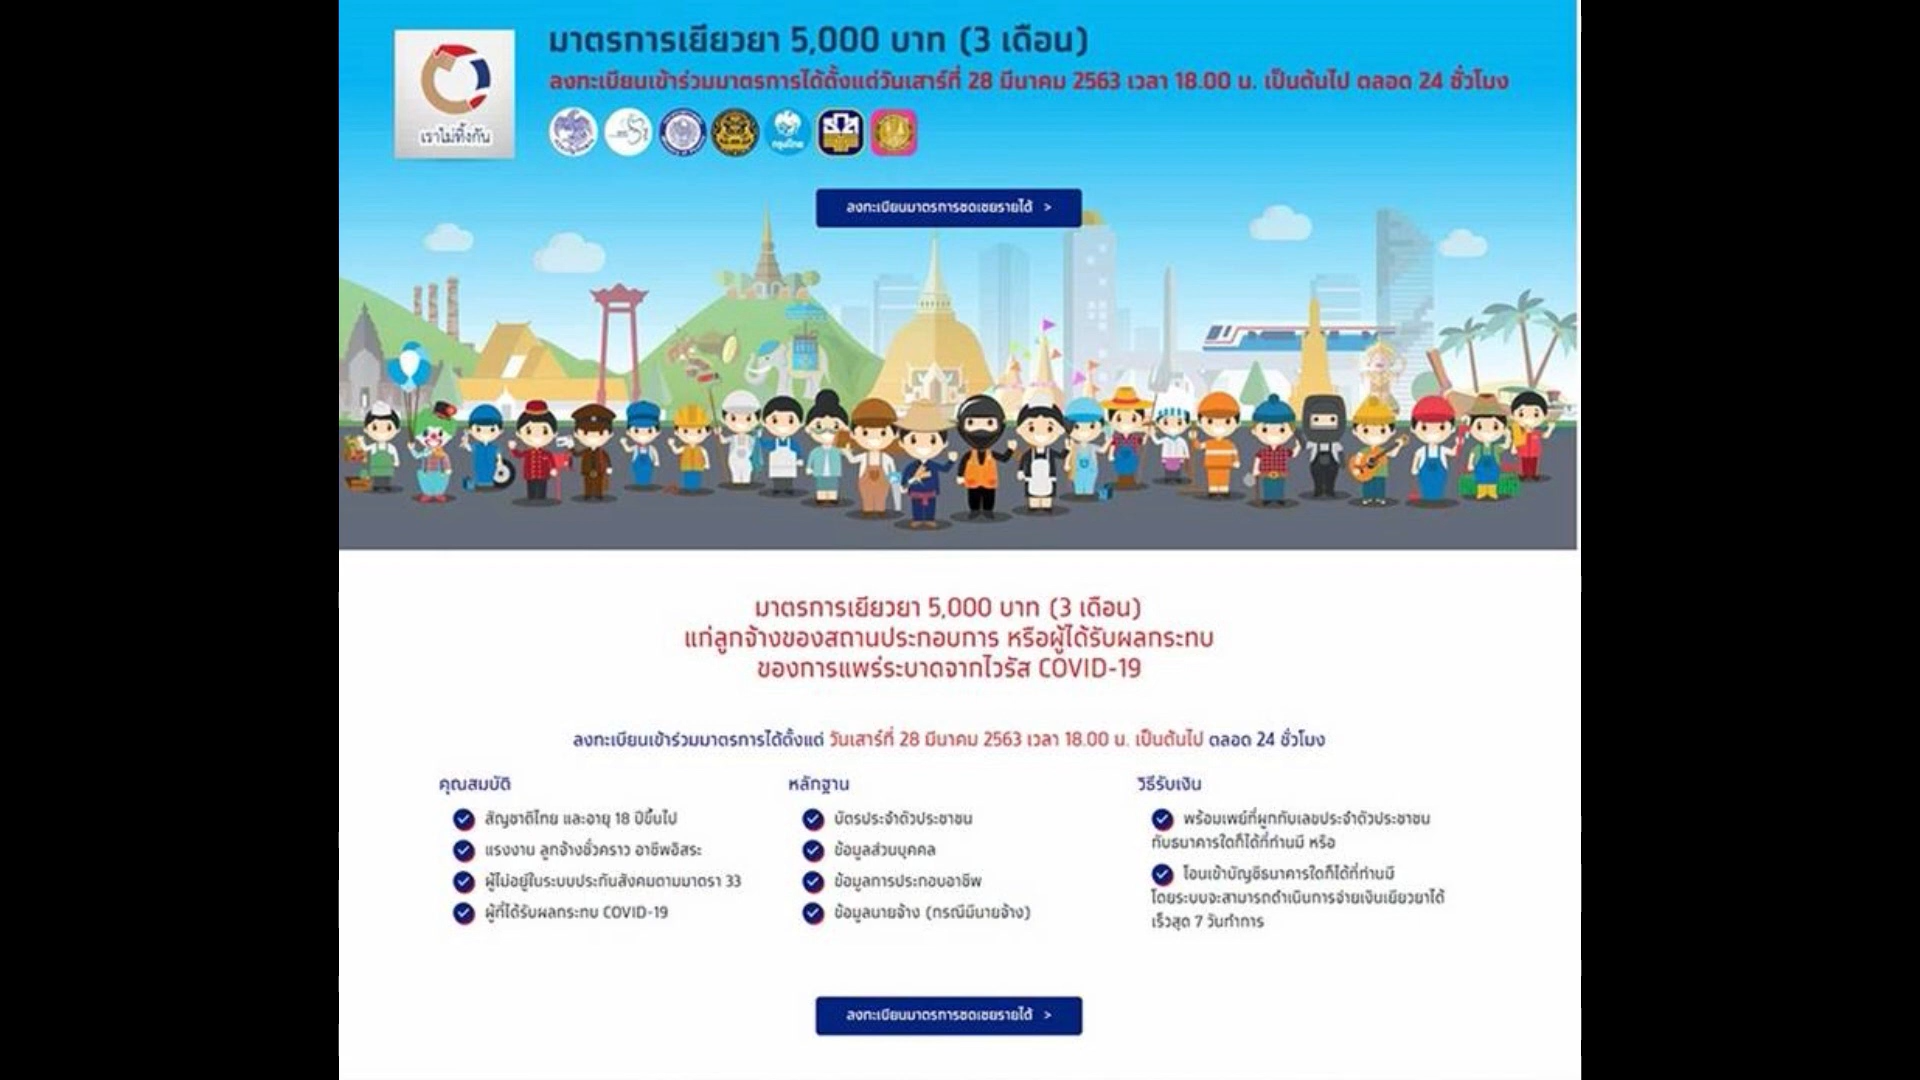 มาตรการเยียวยา 5,000 บาท (3 เดือน)
ลงทะเบียนเข้าร่วมมาตรการได้ตั้งแต่วันเสาร์ที่ 28 มีนาคม 2563 เวลา 18.00 น. เป็นต้นไป ตลอด 24 ชั่วโมง
เราไม่ทิ้งกัน
กรุงไทย
ลงทะเบียนมาตรการชดเชยรายได้ >
มาตรการเยียวยา 5,000 บาท (3 เดือน)
แก่ลูกจ้างของสถานประกอบการ หรือผู้ได้รับผลกระทบ
ของการแพร่ระบาดจากไวรัส COVID-19
ลงทะเบียนเข้าร่วมมาตรการได้ตั้งแต่ วันเสาร์ที่ 28 มีนาคม 2563 เวลา 18.00 น. เป็นต้นไป ตลอด 24 ชั่วโมง
คุณสมบัติ
สัญชาติไทย และอายุ 18 ปีขึ้นไป
แรงงาน ลูกจ้างชั่วคราว อาชีพอิสระ
ผู้ไม่อยู่ในระบบประกันสังคมตามมาตรา 33
ผู้ที่ได้รับผลกระทบ COVID-19
หลักฐาน
บัตรประจำตัวประชาชน
ข้อมูลส่วนบุคคล
ข้อมูลการประกอบอาชีพ
ข้อมูลนายจ้าง (กรณีมีนายจ้าง)
วิธีรับเงิน
พร้อมเพย์ที่ผูกกับเลขประจำตัวประชาชน
กับธนาคารใดก็ได้ที่ท่านมี หรือ
โอนเข้าบัญชีธนาคารใดก็ได้ที่ท่านมี
โดยระบบจะสามารถดำเนินการจ่ายเงินเยียวยาได้
เร็วสุด 7 วันทำการ
ลงทะเบียนมาตรการชดเชยรายได้ >